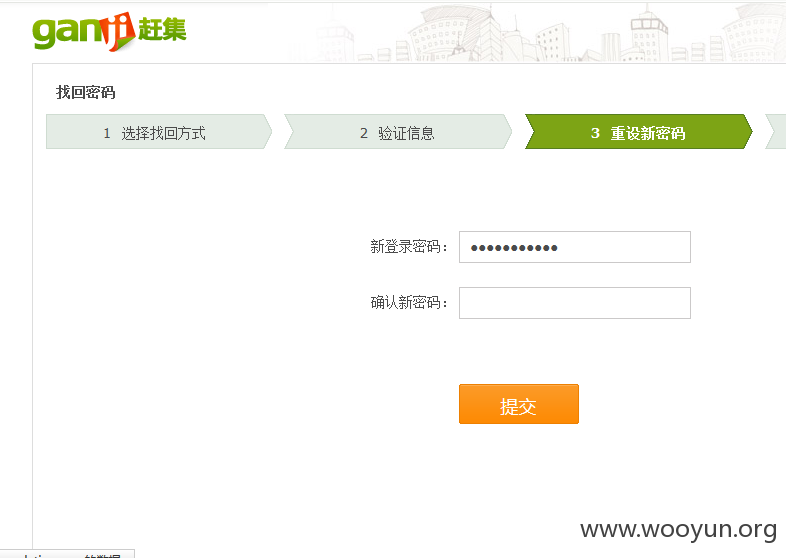 ganji 赶集
找回密码
1 选择找回方式
2 验证信息
3 重设新密码
新登录密码：
确认新密码：
提交
www.wooyun.org